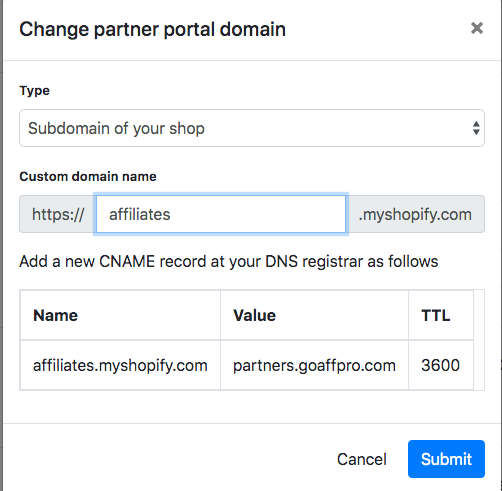 Change partner portal domain ×
Type
Subdomain of your shop
Custom domain name
https:// affiliates .myshopify.com
Add a new CNAME record at your DNS registrar as follows
Name Value TTL
affiliates.myshopify.com partners.goaffpro.com 3600
Cancel Submit